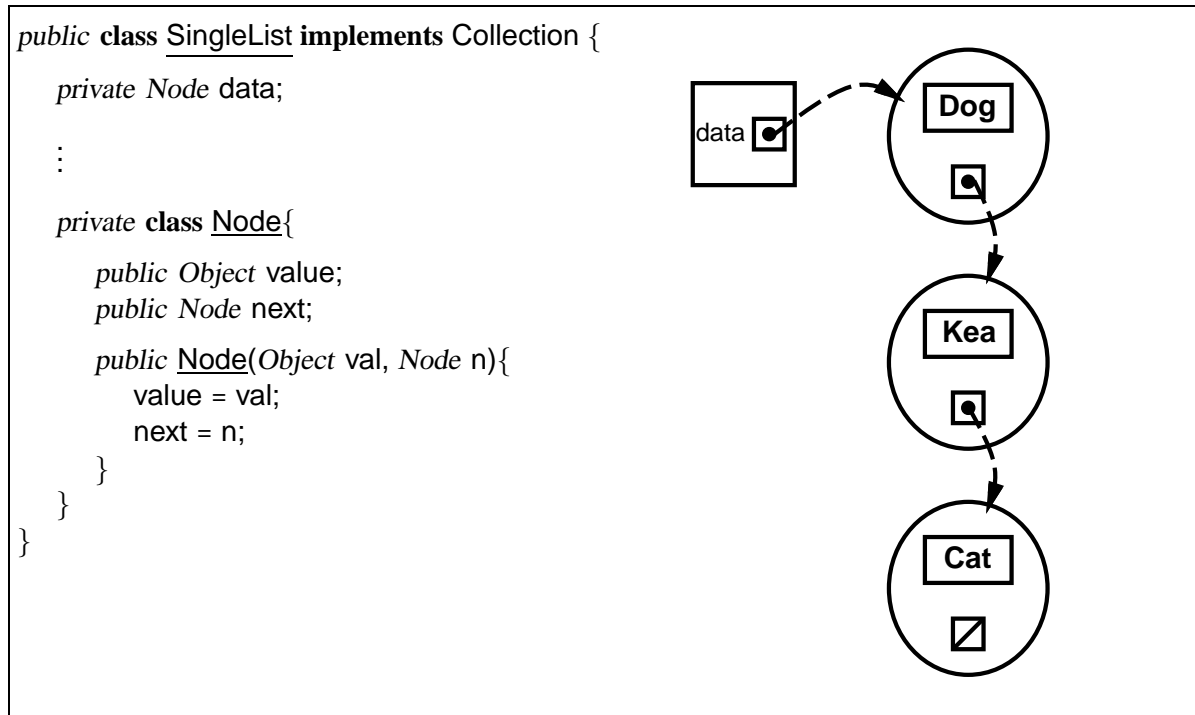 public class SingleList implements Collection {
private Node data;
⋮
private class Node{
public Object value;
public Node next;
public Node(Object val, Node n){
value = val;
next = n;
}
}
}
data
Dog
Kea
Cat